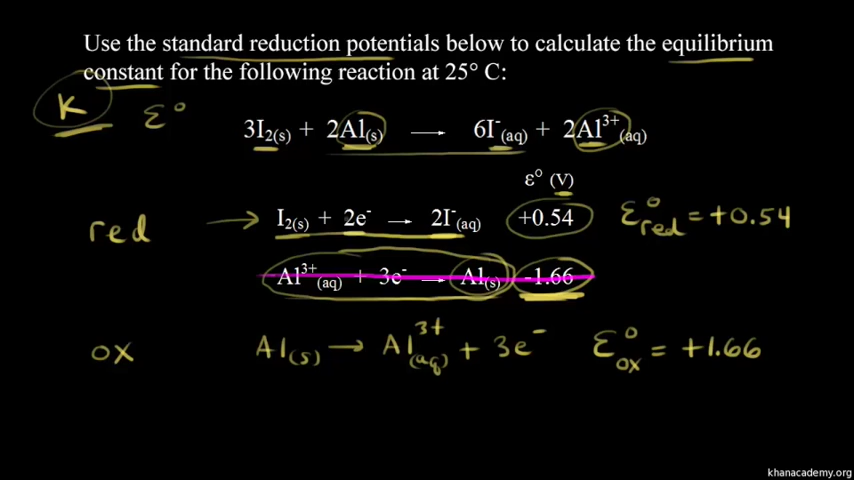 Use the standard reduction potentials below to calculate the equilibrium
constant for the following reaction at 25° C:
K ε°
3I₂(s) + 2Al(s) → 6I⁻(aq) + 2Al³⁺(aq)
ε° (V)
red → I₂(s) + 2e⁻ → 2I⁻(aq) +0.54 ε°red = +0.54
Al³⁺(aq) + 3e⁻ → Al(s) -1.66
ox Al(s) → Al³⁺(aq) + 3e⁻ ε°ox = +1.66
khanacademy.org